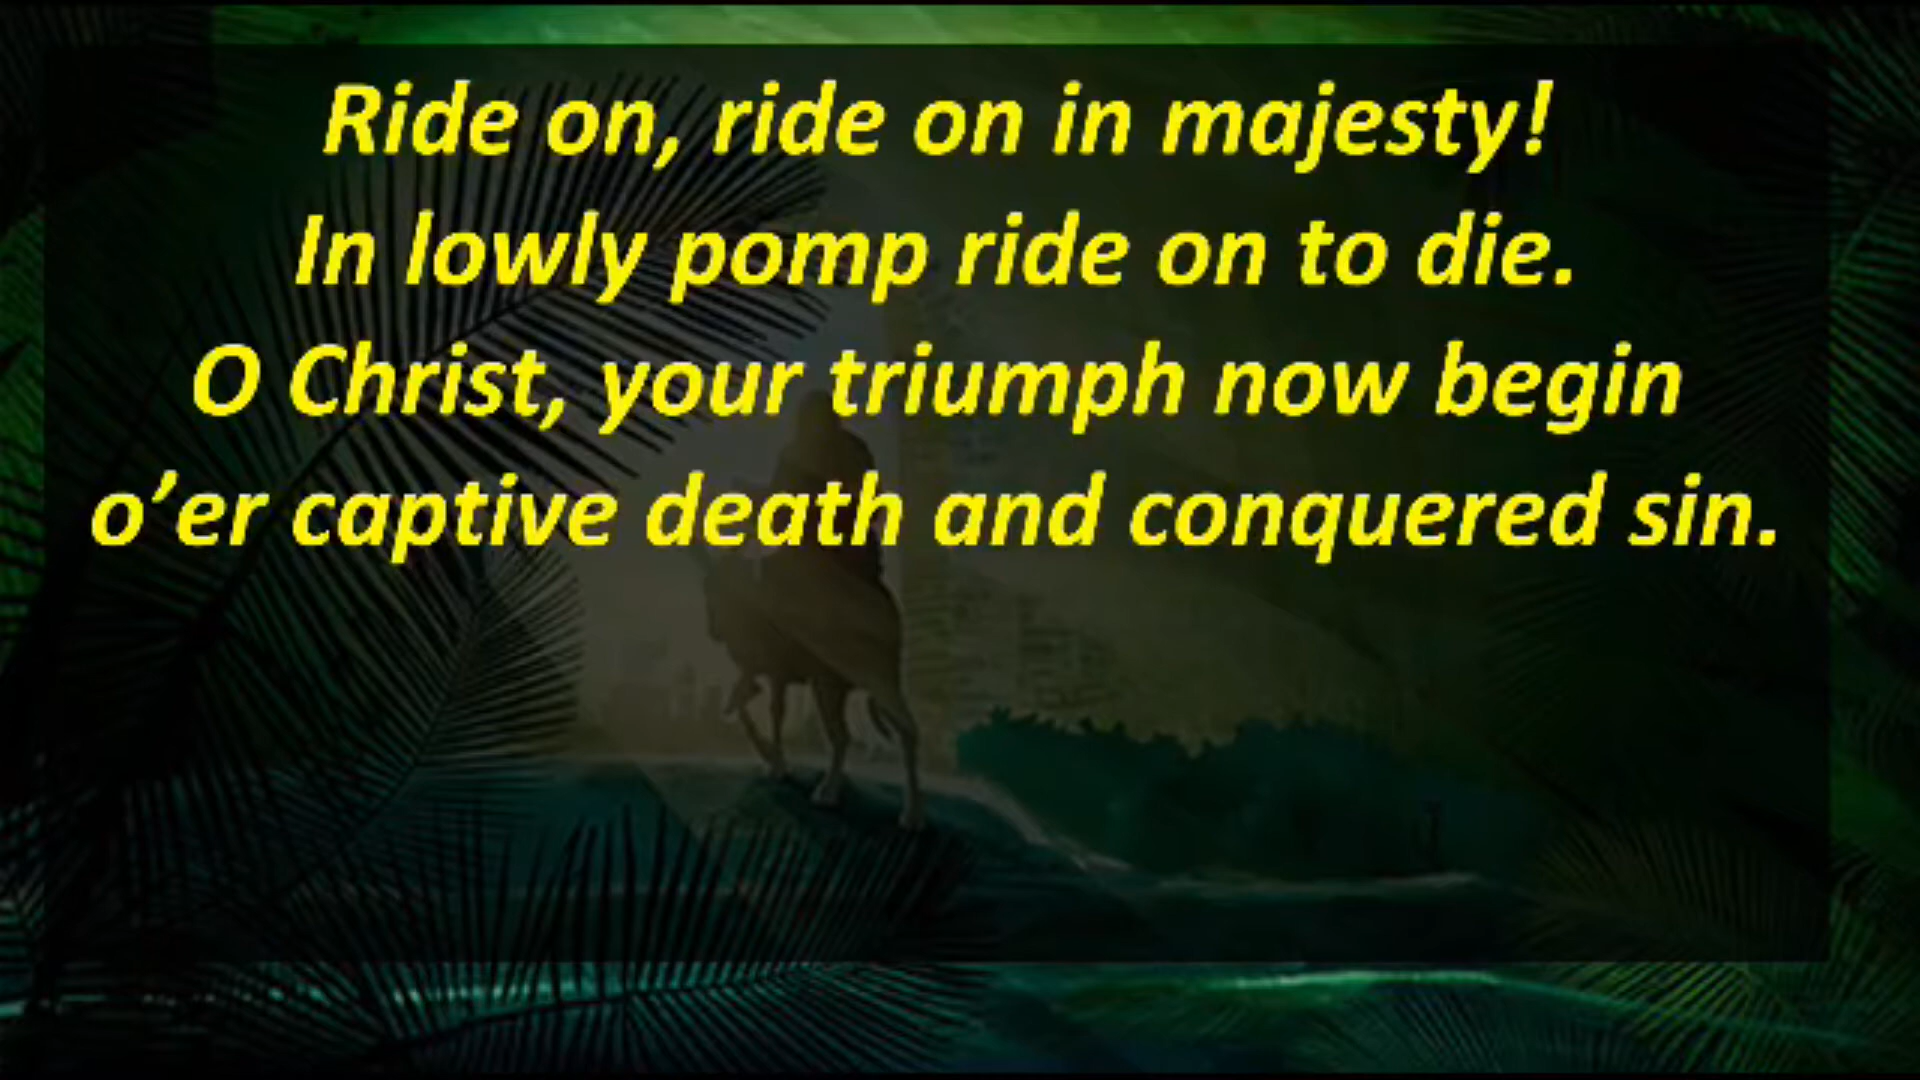 Ride on, ride on in majesty!
In lowly pomp ride on to die.
O Christ, your triumph now begin
o’er captive death and conquered sin.